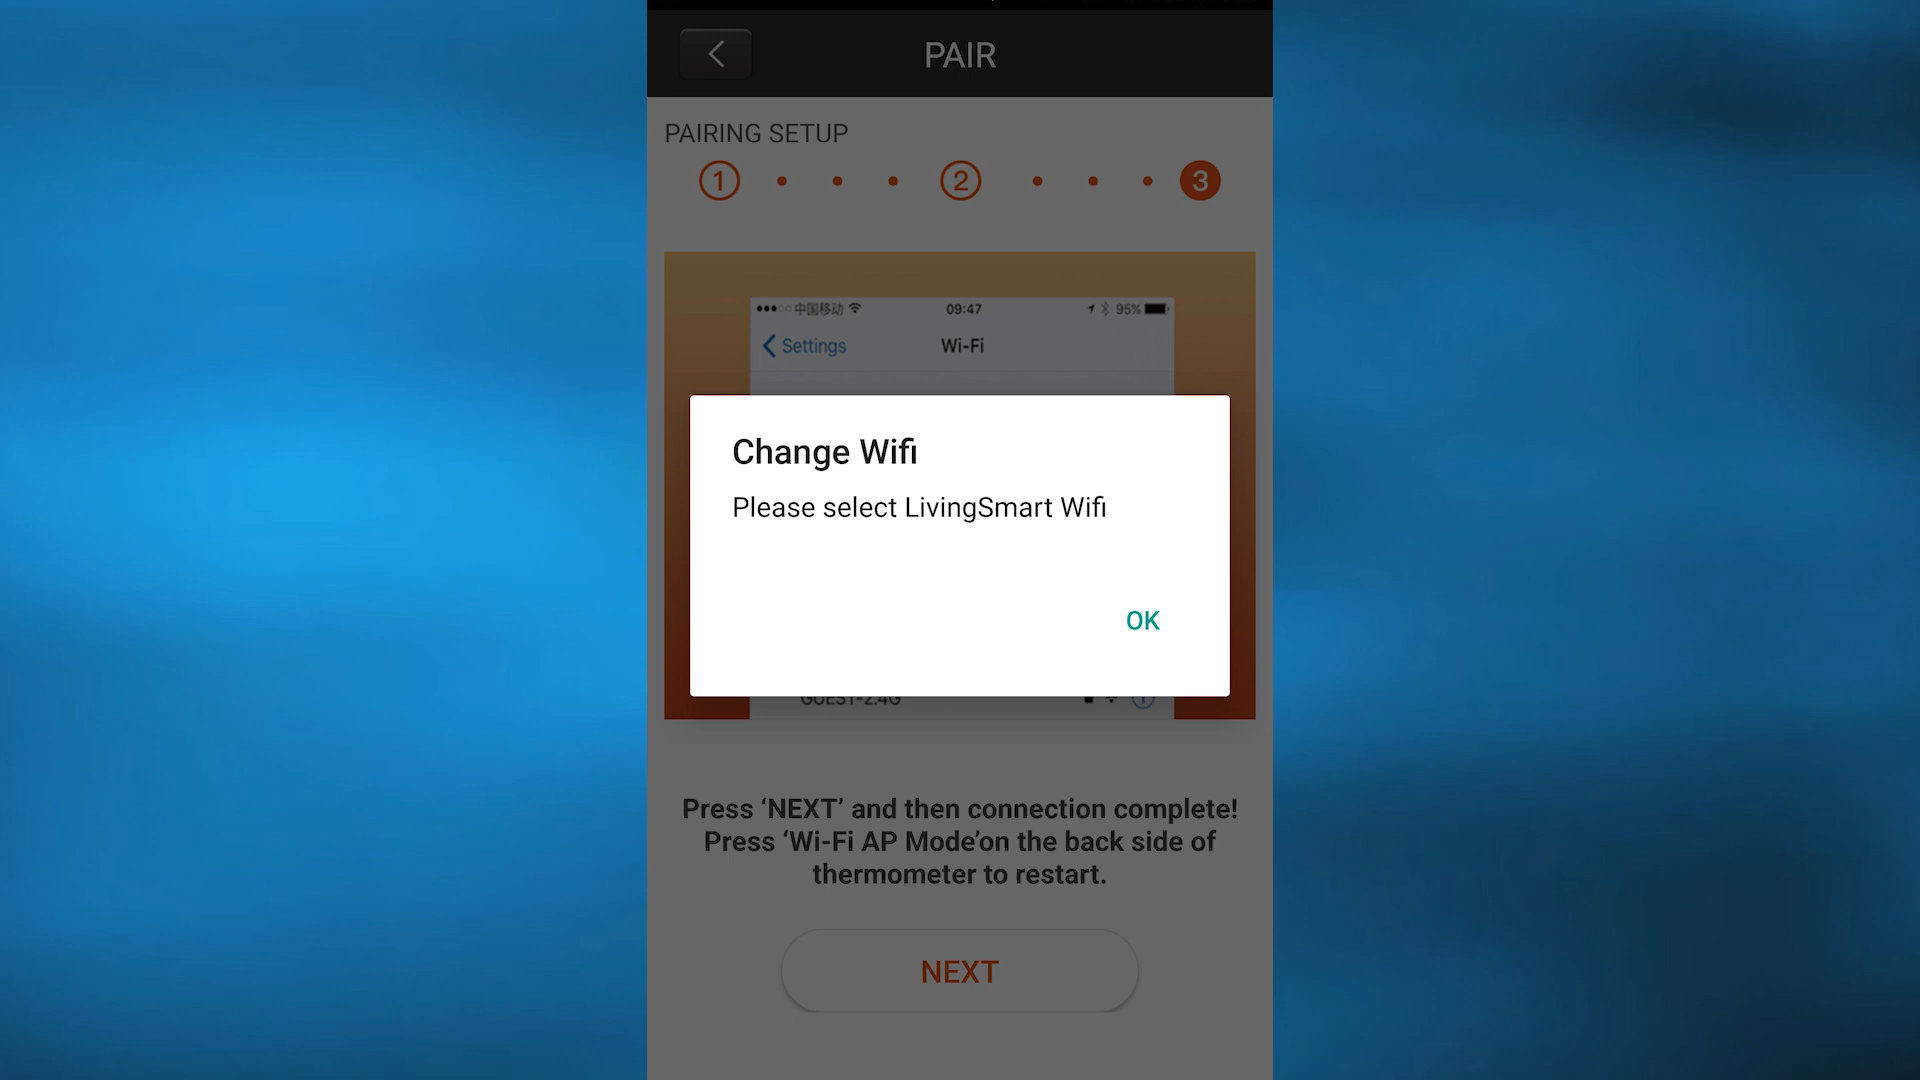 PAIR
PAIRING SETUP
1 2 3
中国移动 09:47 95%
Settings Wi-Fi
Change Wifi
Please select LivingSmart Wifi
OK
GUEST-2.4G
Press ‘NEXT’ and then connection complete!
Press ‘Wi-Fi AP Mode’on the back side of
thermometer to restart.
NEXT